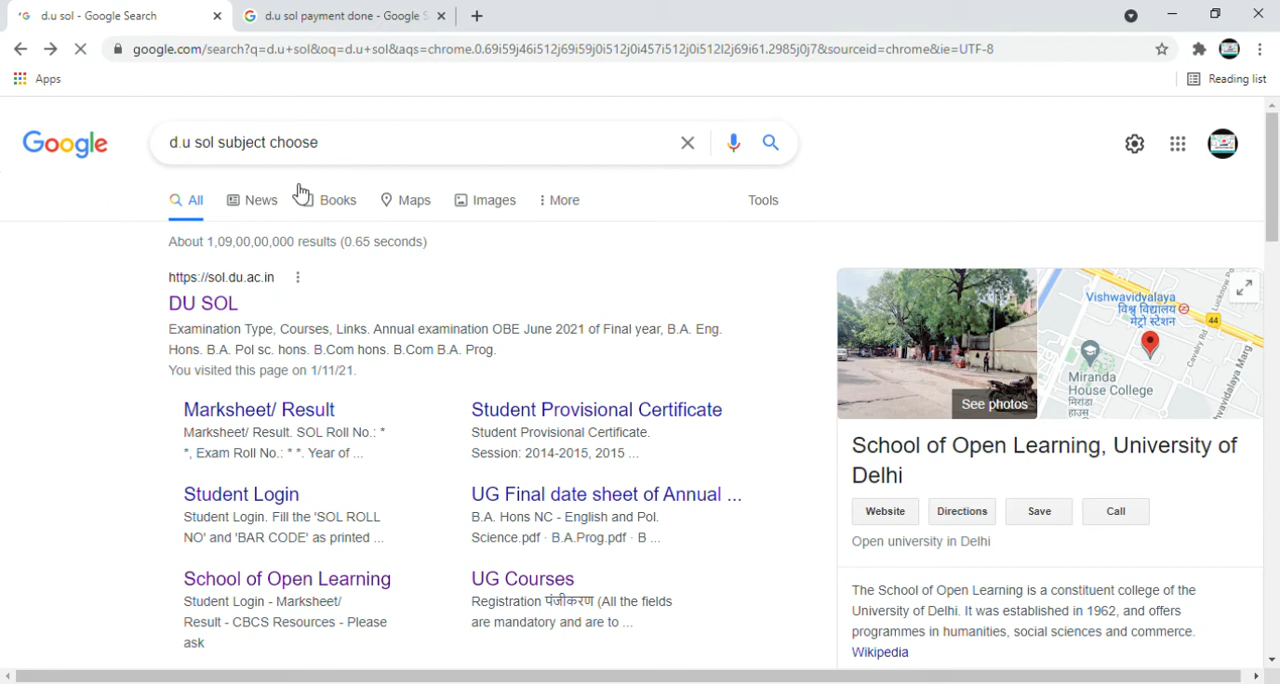 d.u sol - Google Search
d.u sol payment done - Google S
google.com/search?q=d.u+sol&oq=d.u+sol&aqs=chrome.0.69i59j46i512j69i59j0i512j0i457i512j0i512l2j69i61.2985j0j7&sourceid=chrome&ie=UTF-8
Apps
Reading list
Google
d.u sol subject choose
All
News
Books
Maps
Images
More
Tools
About 1,09,00,00,000 results (0.65 seconds)
https://sol.du.ac.in
DU SOL
Examination Type, Courses, Links. Annual examination OBE June 2021 of Final year, B.A. Eng.
Hons. B.A. Pol sc. hons. B.Com hons. B.Com B.A. Prog.
You visited this page on 1/11/21.
Marksheet/ Result
Marksheet/ Result. SOL Roll No.: *
*, Exam Roll No.: * *. Year of ...
Student Provisional Certificate
Student Provisional Certificate.
Session: 2014-2015, 2015 ...
Student Login
Student Login. Fill the 'SOL ROLL
NO' and 'BAR CODE' as printed ...
UG Final date sheet of Annual ...
B.A. Hons NC - English and Pol.
Science.pdf · B.A.Prog.pdf · B ...
School of Open Learning
Student Login - Marksheet/
Result - CBCS Resources - Please
ask
UG Courses
Registration पंजीकरण (All the fields
are mandatory and are to ...
See photos
Vishwavidyalaya
विश्व विद्यालय
मेट्रो स्टेशन
44
Cavalry Rd
Miranda
House College
मिरांडा
हाउस
School of Open Learning, University of
Delhi
Website
Directions
Save
Call
Open university in Delhi
The School of Open Learning is a constituent college of the
University of Delhi. It was established in 1962, and offers
programmes in humanities, social sciences and commerce.
Wikipedia